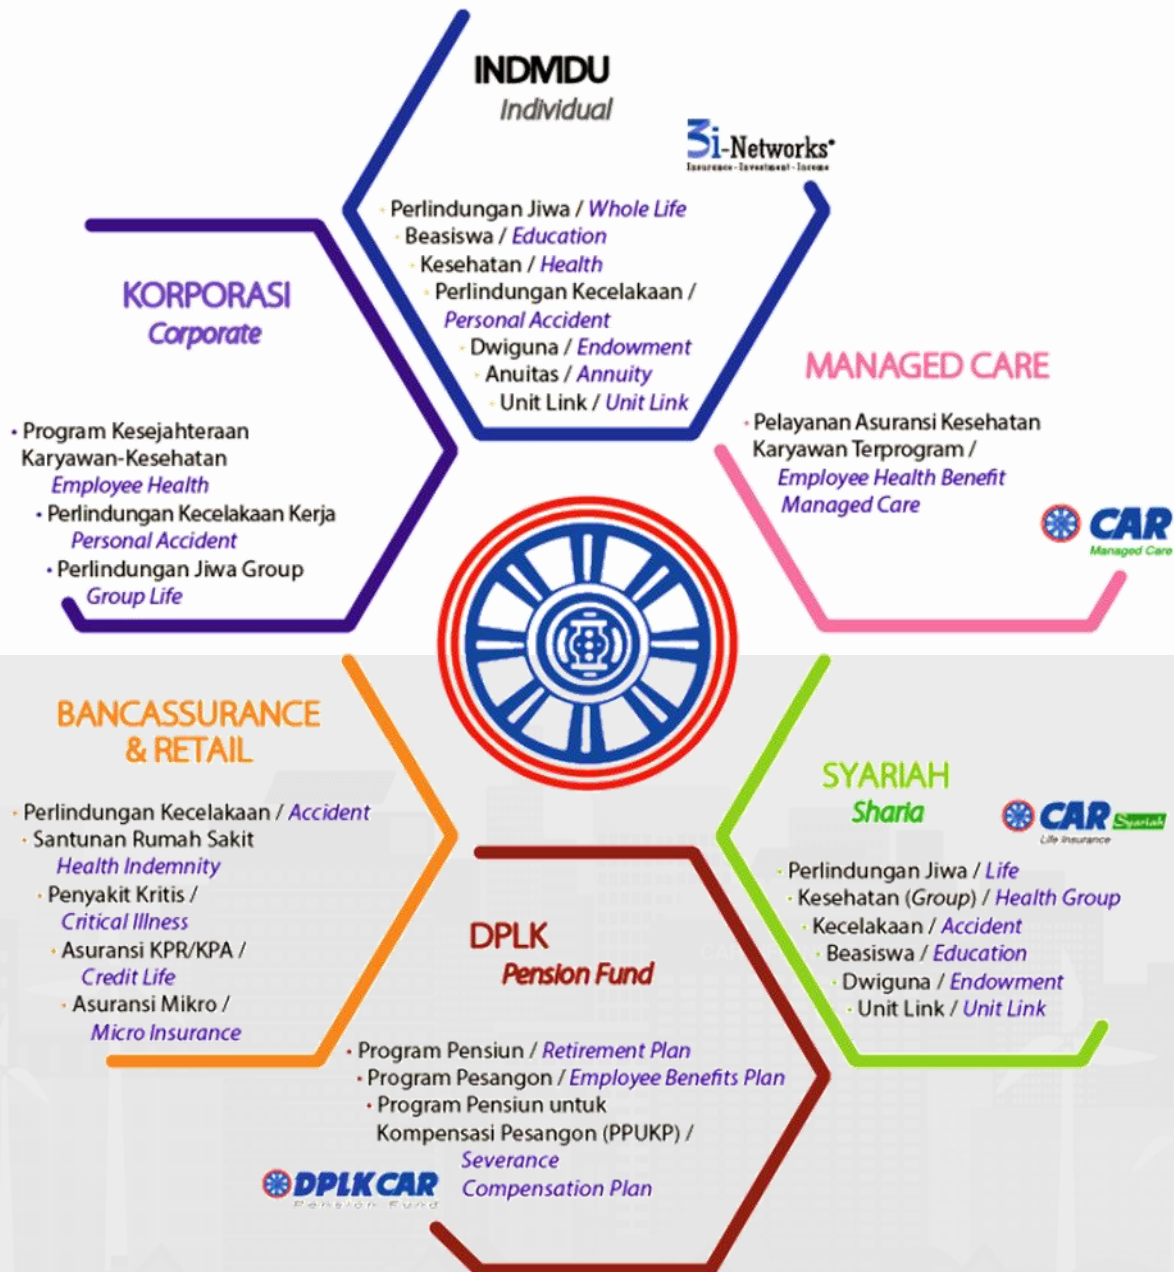 INDIVIDU
Individual
3i-Networks
Insurance - Investment - Income
· Perlindungan Jiwa / Whole Life
· Beasiswa / Education
· Kesehatan / Health
· Perlindungan Kecelakaan /
Personal Accident
· Dwiguna / Endowment
· Anuitas / Annuity
· Unit Link / Unit Link
KORPORASI
Corporate
• Program Kesejahteraan
Karyawan-Kesehatan
Employee Health
• Perlindungan Kecelakaan Kerja
Personal Accident
• Perlindungan Jiwa Group
Group Life
MANAGED CARE
· Pelayanan Asuransi Kesehatan
Karyawan Terprogram /
Employee Health Benefit
Managed Care
CAR
Managed Care
BANCASSURANCE
& RETAIL
· Perlindungan Kecelakaan / Accident
· Santunan Rumah Sakit
Health Indemnity
· Penyakit Kritis /
Critical Illness
· Asuransi KPR/KPA /
Credit Life
· Asuransi Mikro /
Micro Insurance
SYARIAH
Sharia
CAR Syariah
Life Insurance
· Perlindungan Jiwa / Life
· Kesehatan (Group) / Health Group
· Kecelakaan / Accident
· Beasiswa / Education
· Dwiguna / Endowment
· Unit Link / Unit Link
DPLK
Pension Fund
• Program Pensiun / Retirement Plan
• Program Pesangon / Employee Benefits Plan
• Program Pensiun untuk
Kompensasi Pesangon (PPUKP) /
Severance
Compensation Plan
DPLK CAR
Pension Fund